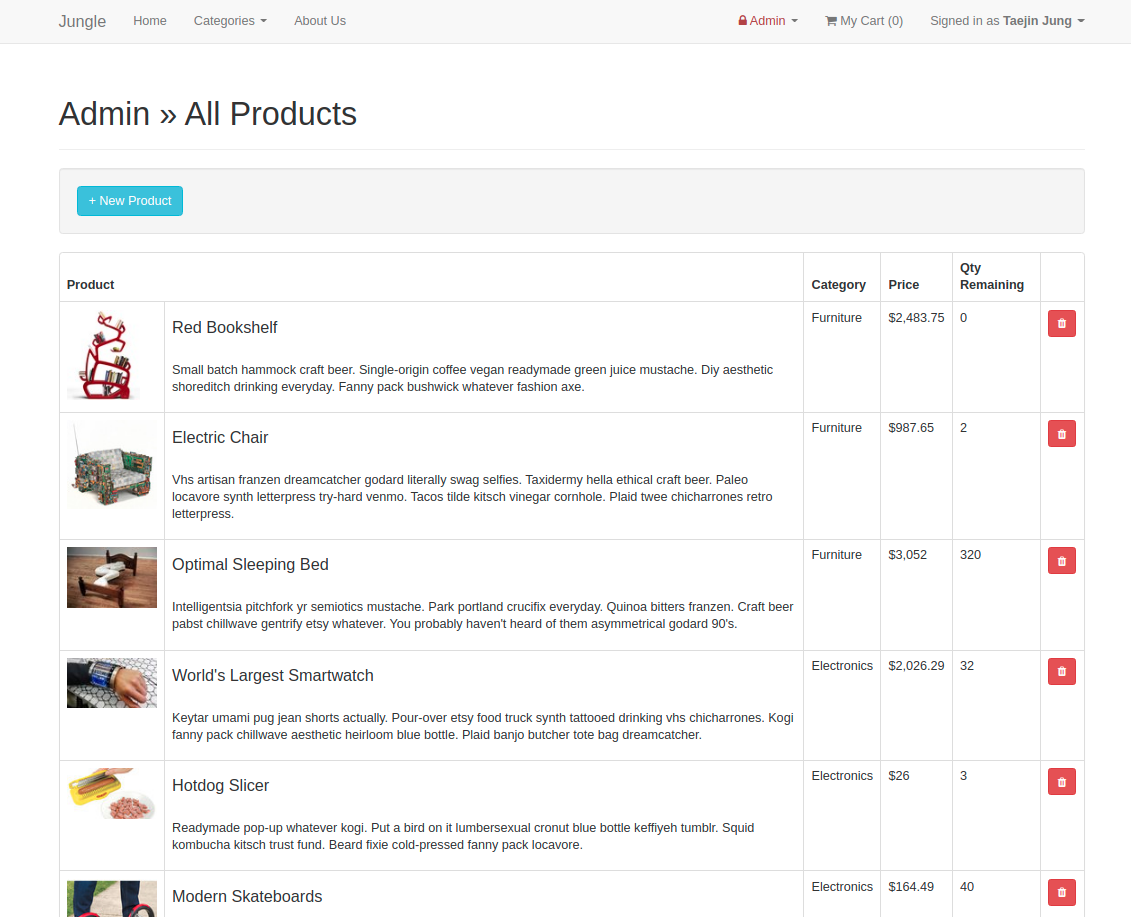 Jungle Home Categories About Us Admin My Cart (0) Signed in as Taejin Jung
Admin » All Products
+ New Product
Product Category Price Qty Remaining
Red Bookshelf Furniture $2,483.75 0
Small batch hammock craft beer. Single-origin coffee vegan readymade green juice mustache. Diy aesthetic
shoreditch drinking everyday. Fanny pack bushwick whatever fashion axe.
Electric Chair Furniture $987.65 2
Vhs artisan franzen dreamcatcher godard literally swag selfies. Taxidermy hella ethical craft beer. Paleo
locavore synth letterpress try-hard venmo. Tacos tilde kitsch vinegar cornhole. Plaid twee chicharrones retro
letterpress.
Optimal Sleeping Bed Furniture $3,052 320
Intelligentsia pitchfork yr semiotics mustache. Park portland crucifix everyday. Quinoa bitters franzen. Craft beer
pabst chillwave gentrify etsy whatever. You probably haven't heard of them asymmetrical godard 90's.
World's Largest Smartwatch Electronics $2,026.29 32
Keytar umami pug jean shorts actually. Pour-over etsy food truck synth tattooed drinking vhs chicharrones. Kogi
fanny pack chillwave aesthetic heirloom blue bottle. Plaid banjo butcher tote bag dreamcatcher.
Hotdog Slicer Electronics $26 3
Readymade pop-up whatever kogi. Put a bird on it lumbersexual cronut blue bottle keffiyeh tumblr. Squid
kombucha kitsch trust fund. Beard fixie cold-pressed fanny pack locavore.
Modern Skateboards Electronics $164.49 40